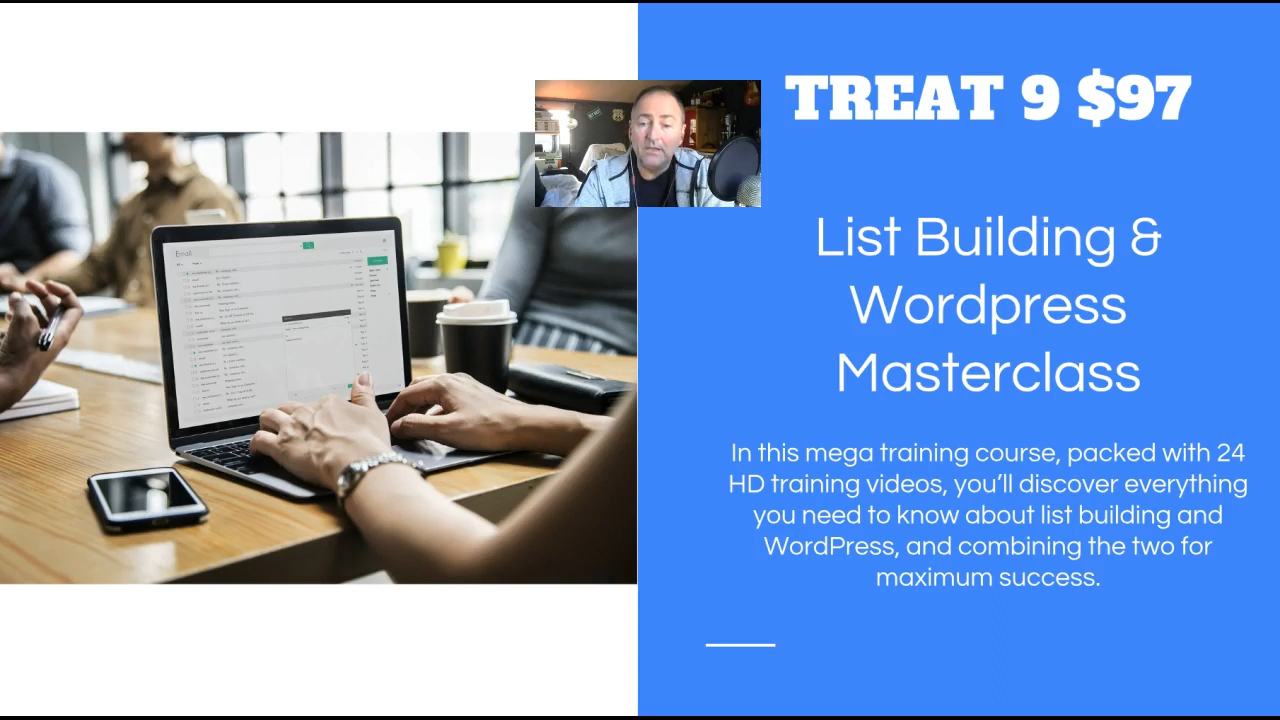 TREAT 9 $97
List Building &
Wordpress
Masterclass
In this mega training course, packed with 24
HD training videos, you’ll discover everything
you need to know about list building and
WordPress, and combining the two for
maximum success.
Email